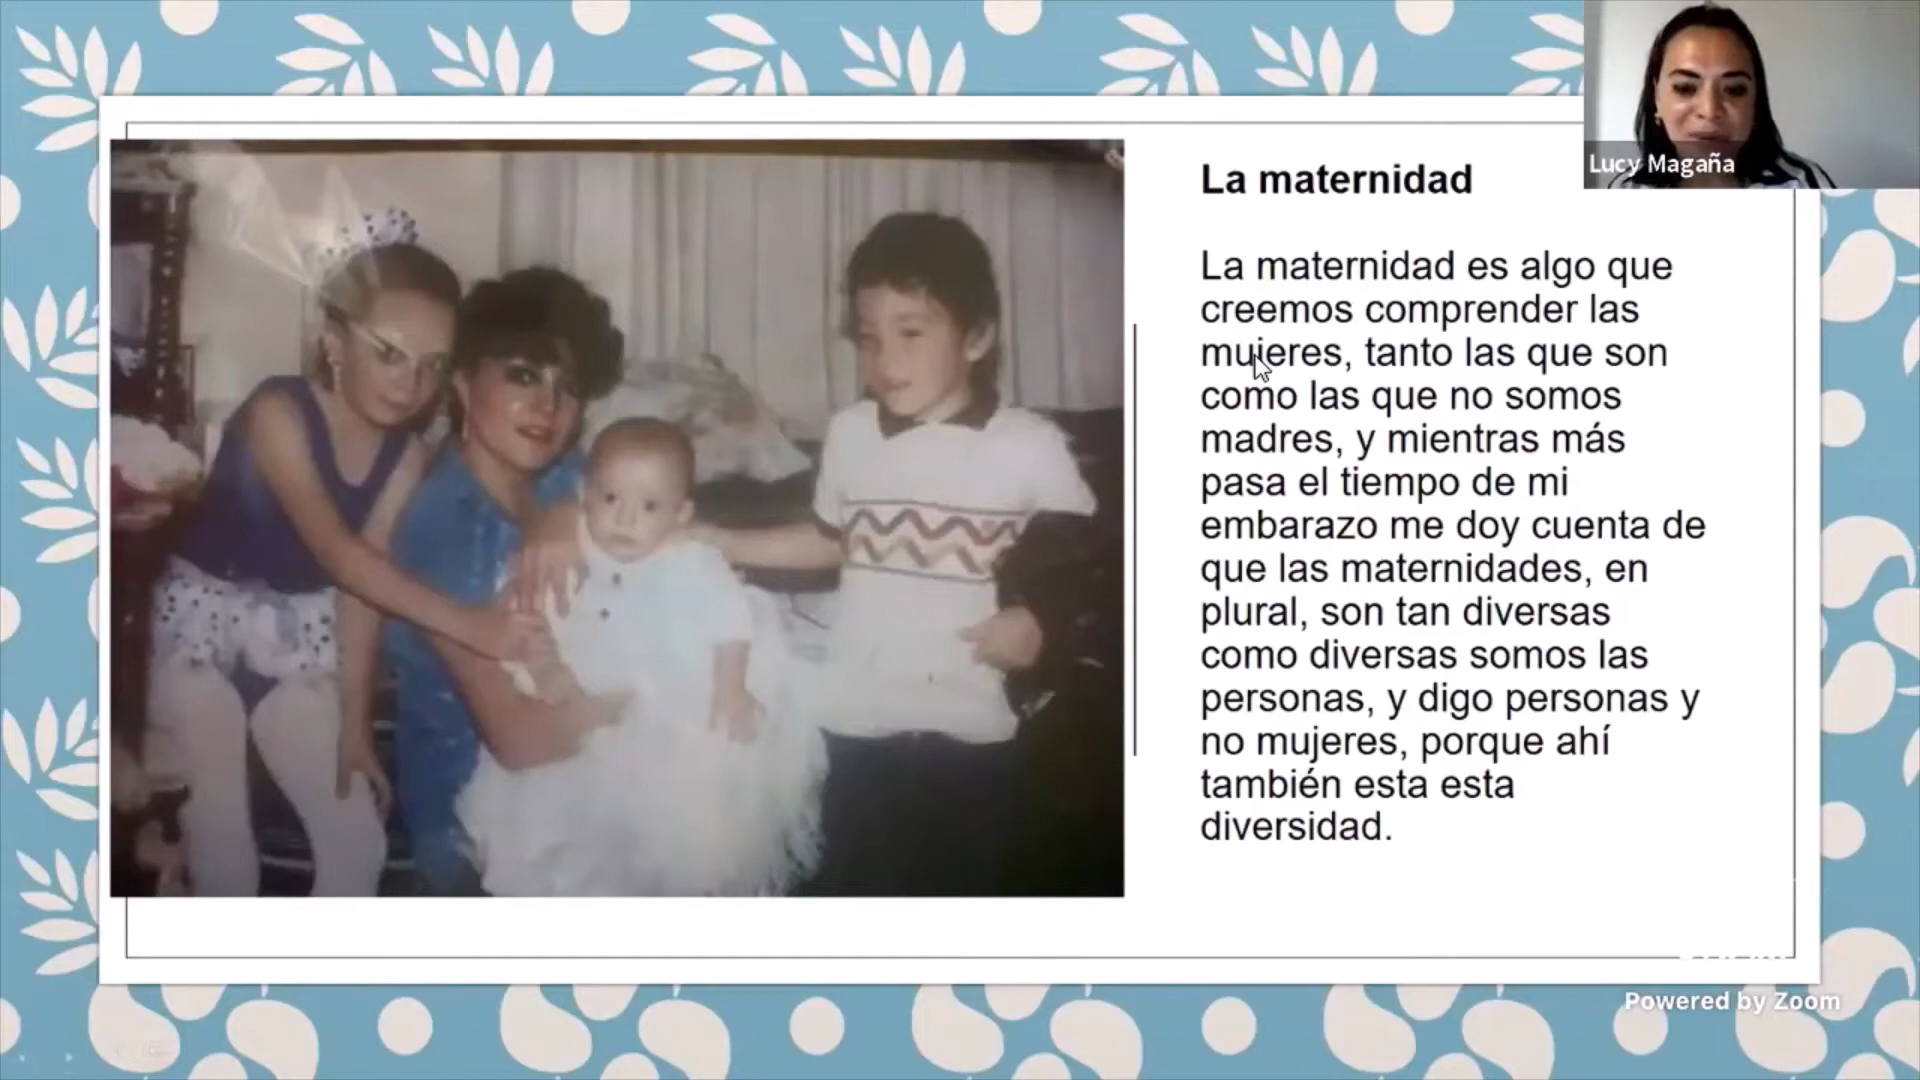 Lucy Magaña
La maternidad
La maternidad es algo que
creemos comprender las
mujeres, tanto las que son
como las que no somos
madres, y mientras más
pasa el tiempo de mi
embarazo me doy cuenta de
que las maternidades, en
plural, son tan diversas
como diversas somos las
personas, y digo personas y
no mujeres, porque ahí
también esta esta
diversidad.
Powered by Zoom